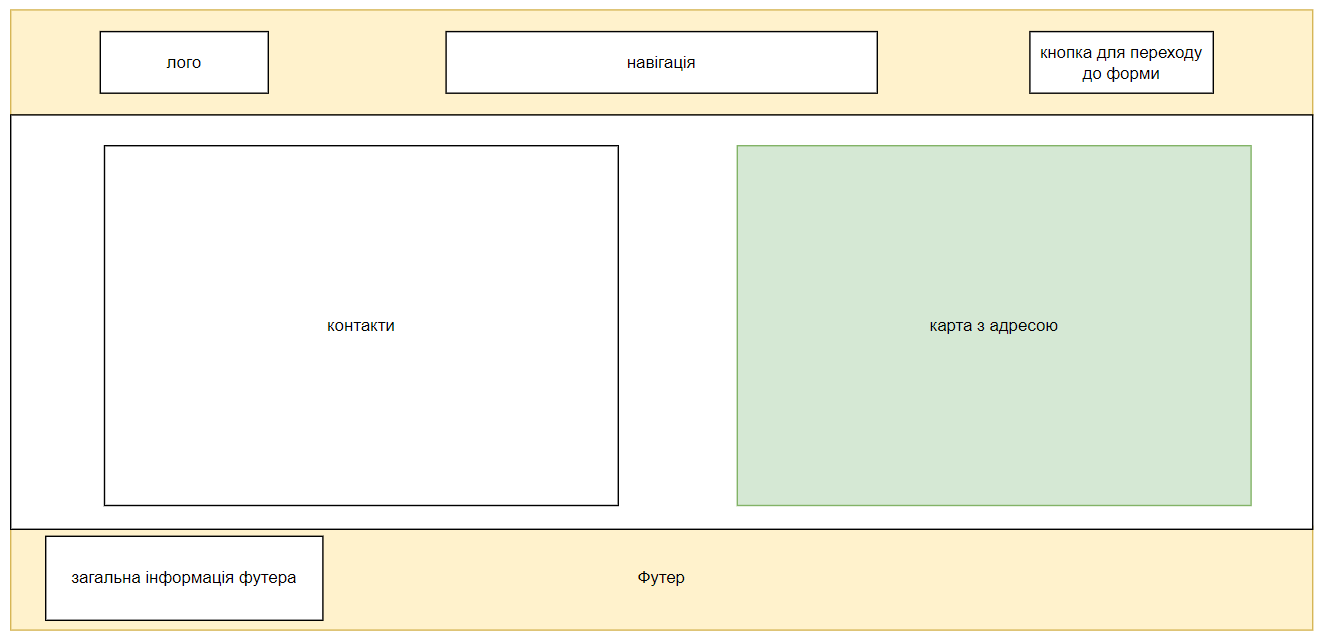 лого
навігація
кнопка для переходу
до форми
контакти
карта з адресою
загальна інформація футера
Футер